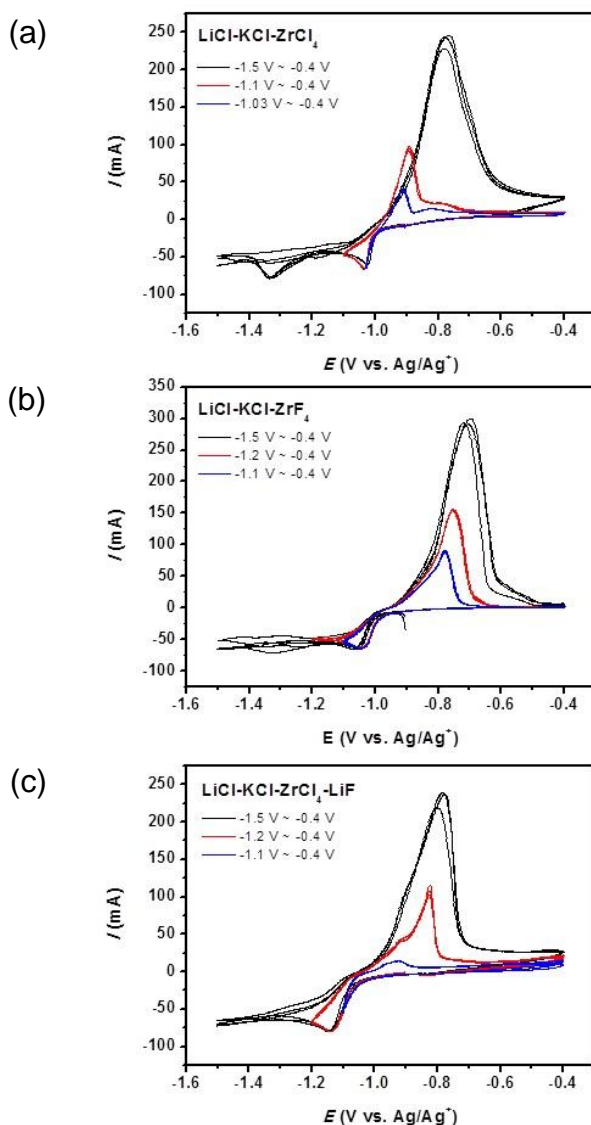 (a)
LiCl-KCl-ZrCl4
-1.5 V ~ -0.4 V
-1.1 V ~ -0.4 V
-1.03 V ~ -0.4 V
250
200
150
100
50
0
-50
-100
I (mA)
-1.6 -1.4 -1.2 -1.0 -0.8 -0.6 -0.4
E (V vs. Ag/Ag+)
(b)
LiCl-KCl-ZrF4
-1.5 V ~ -0.4 V
-1.2 V ~ -0.4 V
-1.1 V ~ -0.4 V
350
300
250
200
150
100
50
0
-50
-100
I (mA)
-1.6 -1.4 -1.2 -1.0 -0.8 -0.6 -0.4
E (V vs. Ag/Ag+)
(c)
LiCl-KCl-ZrCl4-LiF
-1.5 V ~ -0.4 V
-1.2 V ~ -0.4 V
-1.1 V ~ -0.4 V
250
200
150
100
50
0
-50
-100
I (mA)
-1.6 -1.4 -1.2 -1.0 -0.8 -0.6 -0.4
E (V vs. Ag/Ag+)